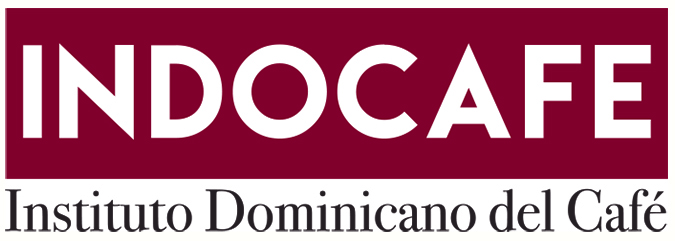 INDOCAFE
Instituto Dominicano del Café